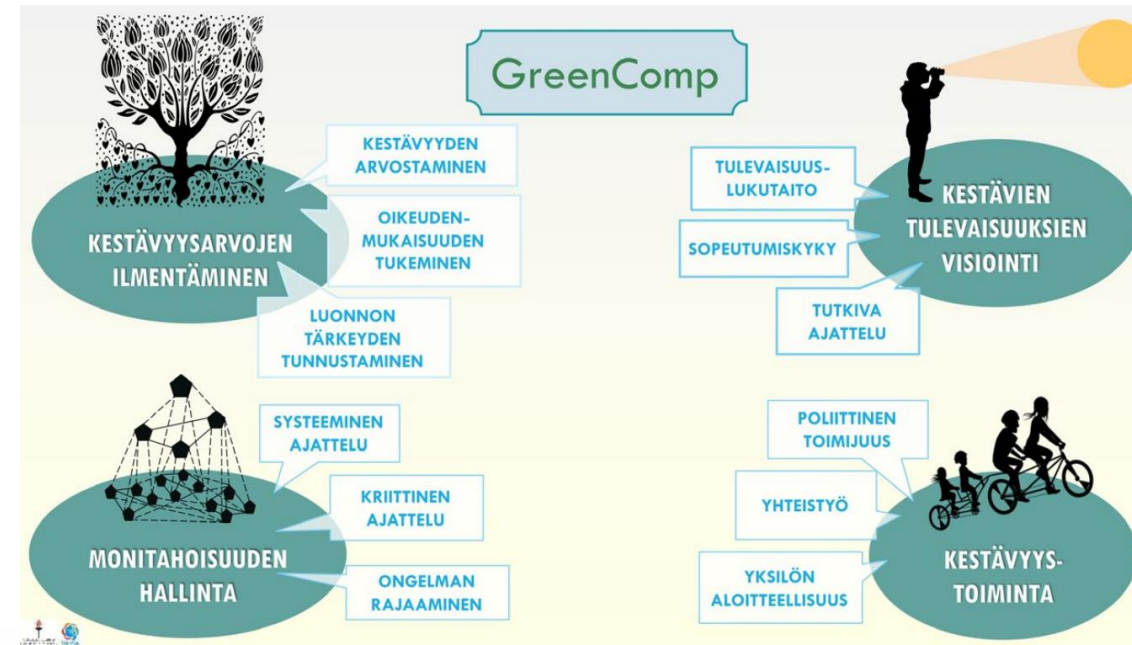 GreenComp
KESTÄVYYSARVOJEN
ILMENTÄMINEN
KESTÄVYYDEN
ARVOSTAMINEN
OIKEUDEN-
MUKAISUUDEN
TUKEMINEN
LUONNON
TÄRKEYDEN
TUNNUSTAMINEN
TULEVAISUUS-
LUKUTAITO
SOPEUTUMISKYKY
TUTKIVA
AJATTELU
KESTÄVIEN
TULEVAISUUKSIEN
VISIOINTI
MONITAHOISUUDEN
HALLINTA
SYSTEEMINEN
AJATTELU
KRIITTINEN
AJATTELU
ONGELMAN
RAJAAMINEN
POLIITTINEN
TOIMIJUUS
YHTEISTYÖ
YKSILÖN
ALOITTEELLISUUS
KESTÄVYYS-
TOIMINTA